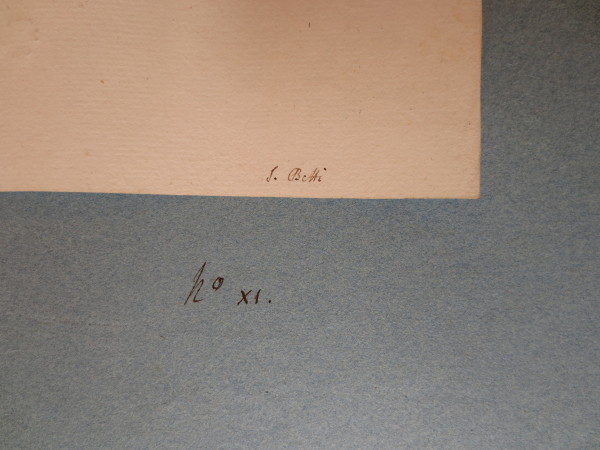 S. Betti
No XI.